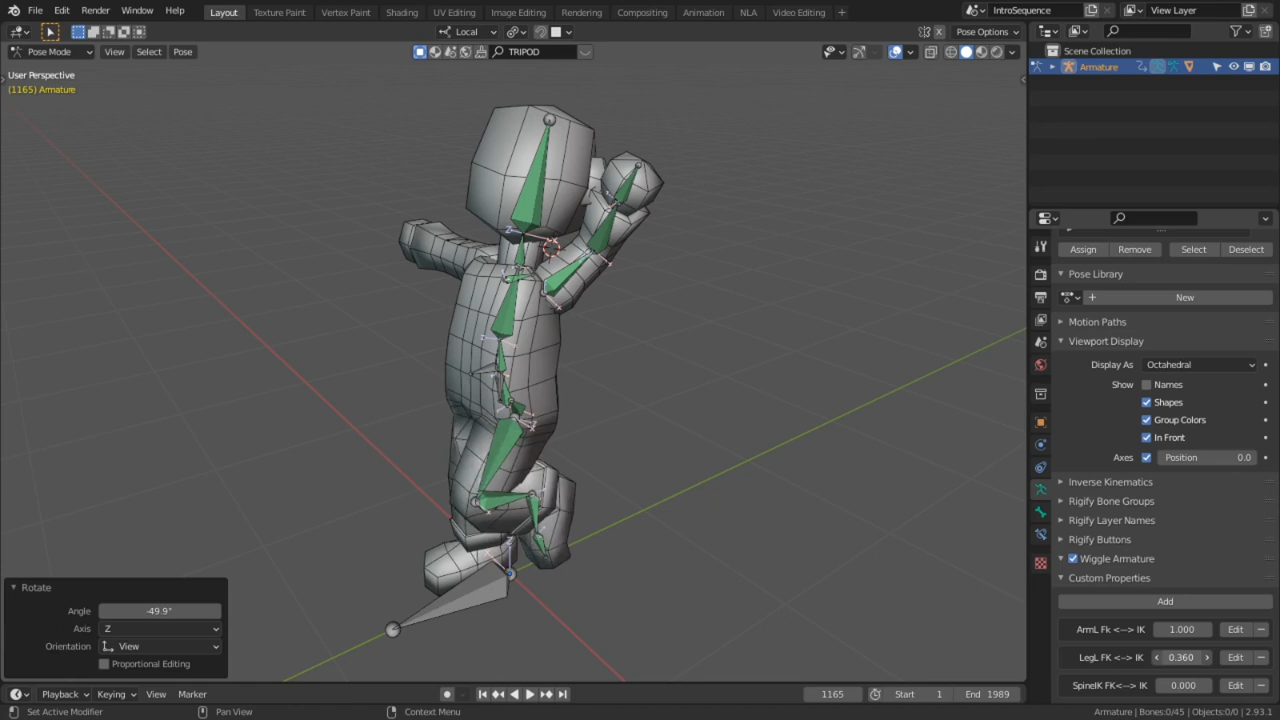 File Edit Render Window Help Layout Texture Paint Vertex Paint Shading UV Editing Image Editing Rendering Compositing Animation NLA Video Editing + IntroSequence View Layer
Local Pose Options
Pose Mode View Select Pose TRIPOD Scene Collection
Armature
User Perspective
(1165) Armature
Assign Remove Select Deselect
Pose Library
+ New
Motion Paths
Viewport Display
Display As Octahedral
Show Names
Shapes
Group Colors
In Front
Axes Position 0.0
Inverse Kinematics
Rigify Bone Groups
Rigify Layer Names
Rigify Buttons
Wiggle Armature
Custom Properties
Add
ArmL Fk <--> IK 1.000 Edit
LegL FK <--> IK 0.360 Edit
SpineIK FK<--> IK 0.000 Edit
Rotate
Angle -49.9°
Axis Z
Orientation View
Proportional Editing
Playback Keying View Marker 1165 Start 1 End 1989
Set Active Modifier Pan View Context Menu Armature | Bones:0/45 | Objects:0/0 | 2.93.1